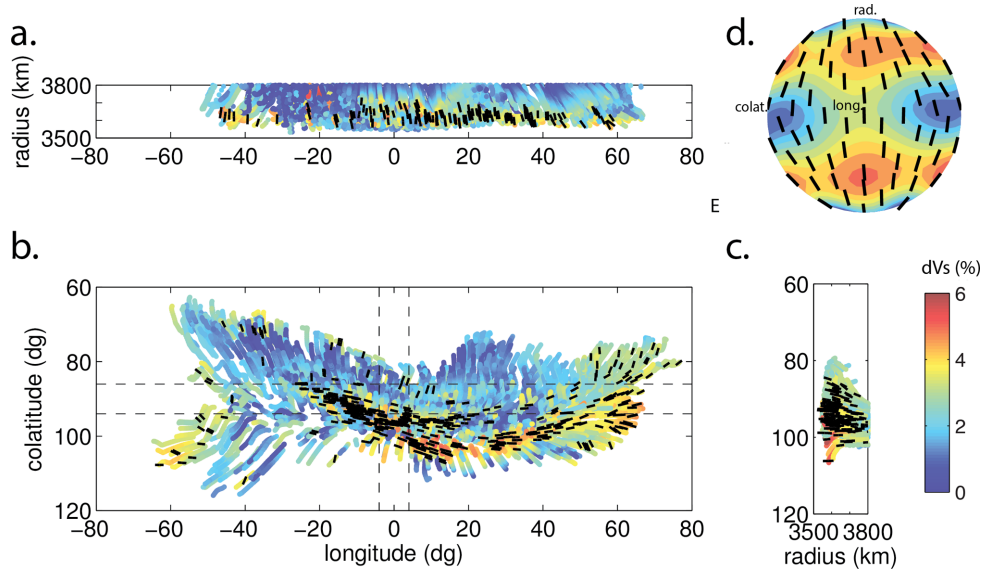 a.
radius (km)
3800
3500
−80 −60 −40 −20 0 20 40 60 80
d.
rad.
colat.
long.
E
b.
colatitude (dg)
60
80
100
120
−80 −60 −40 −20 0 20 40 60 80
longitude (dg)
c.
60
80
100
120
3500 3800
radius (km)
dVs (%)
6
4
2
0